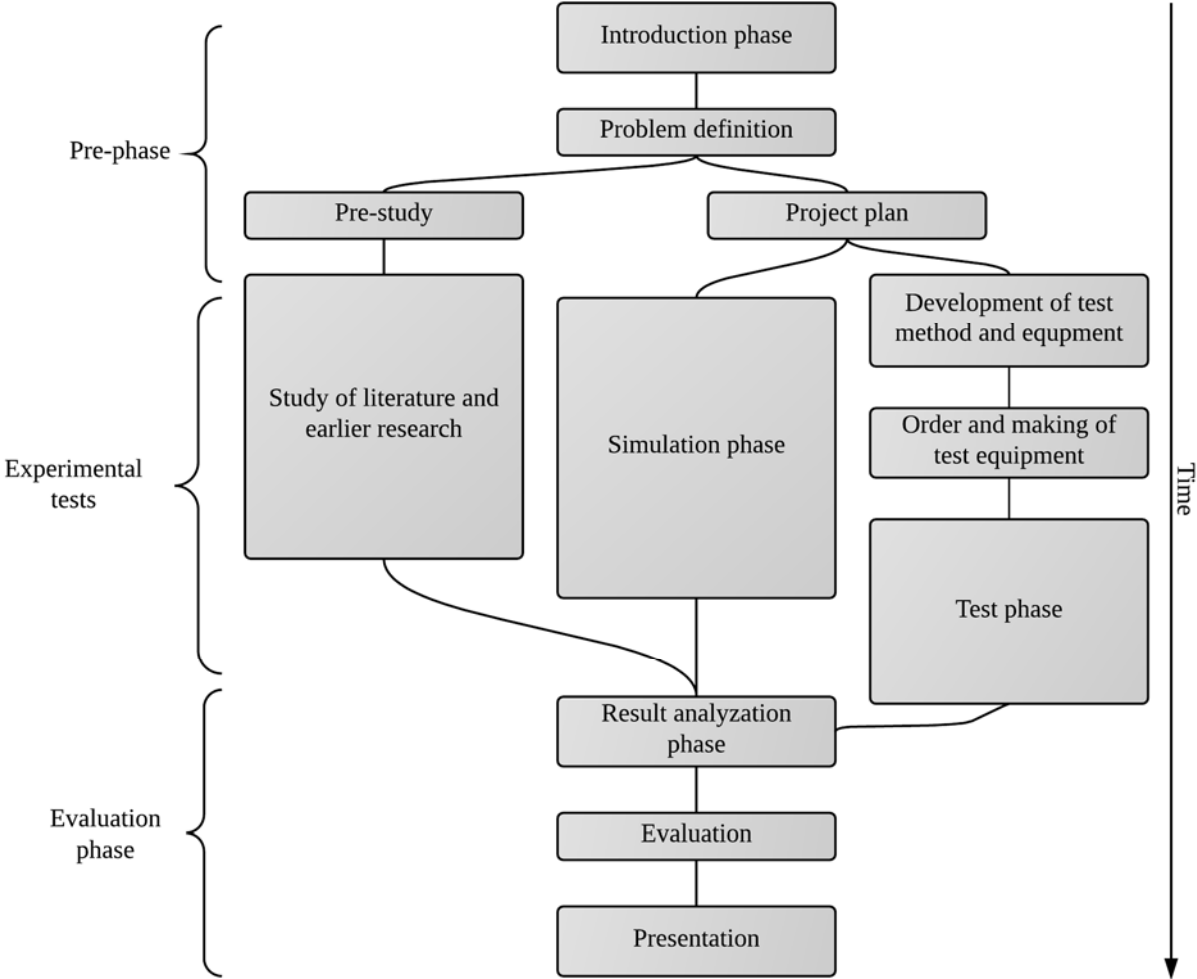 Introduction phase
Problem definition
Pre-phase
Pre-study
Project plan
Development of test
method and equpment
Study of literature and
earlier research
Simulation phase
Order and making of
test equipment
Experimental
tests
Time
Test phase
Result analyzation
phase
Evaluation
phase
Evaluation
Presentation